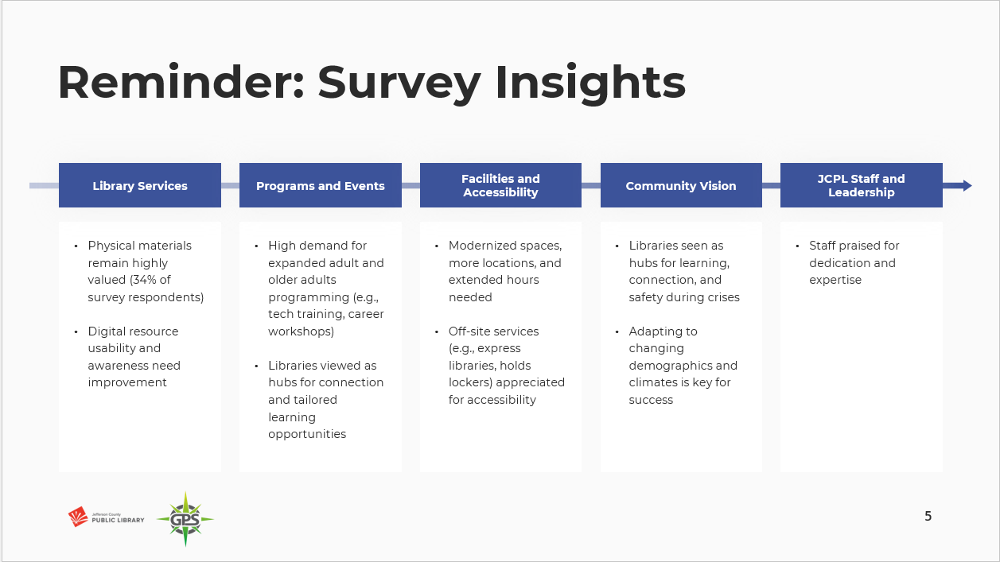 Reminder: Survey Insights
Library Services
• Physical materials
remain highly
valued (34% of
survey respondents)
• Digital resource
usability and
awareness need
improvement
Programs and Events
• High demand for
expanded adult and
older adults
programming (e.g.,
tech training, career
workshops)
• Libraries viewed as
hubs for connection
and tailored
learning
opportunities
Facilities and
Accessibility
• Modernized spaces,
more locations, and
extended hours
needed
• Off-site services
(e.g., express
libraries, holds
lockers) appreciated
for accessibility
Community Vision
• Libraries seen as
hubs for learning,
connection, and
safety during crises
• Adapting to
changing
demographics and
climates is key for
success
JCPL Staff and
Leadership
• Staff praised for
dedication and
expertise
Jefferson County
PUBLIC LIBRARY
GPS
5